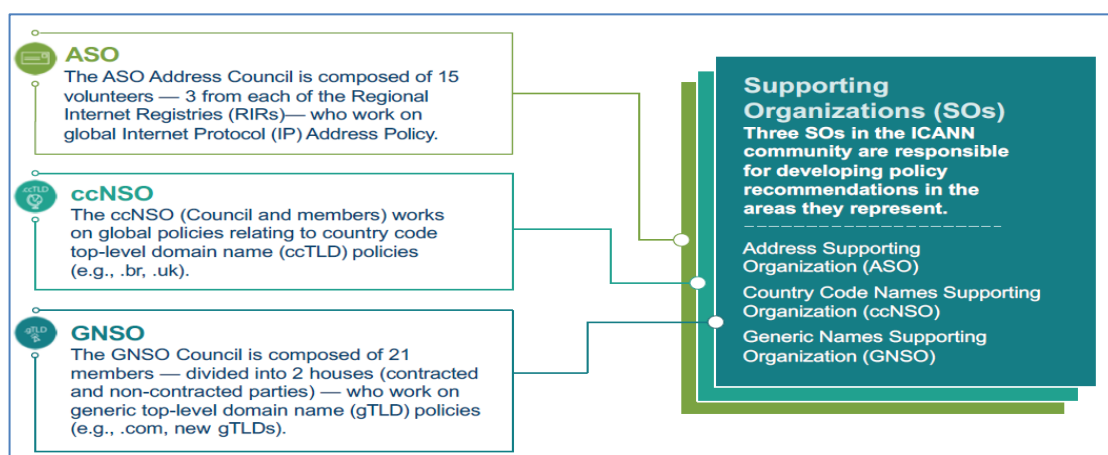 ASO
The ASO Address Council is composed of 15
volunteers — 3 from each of the Regional
Internet Registries (RIRs)— who work on
global Internet Protocol (IP) Address Policy.
ccTLD
ccNSO
The ccNSO (Council and members) works
on global policies relating to country code
top-level domain name (ccTLD) policies
(e.g., .br, .uk).
gTLD
GNSO
The GNSO Council is composed of 21
members — divided into 2 houses (contracted
and non-contracted parties) — who work on
generic top-level domain name (gTLD) policies
(e.g., .com, new gTLDs).
Supporting
Organizations (SOs)
Three SOs in the ICANN
community are responsible
for developing policy
recommendations in the
areas they represent.
Address Supporting
Organization (ASO)
Country Code Names Supporting
Organization (ccNSO)
Generic Names Supporting
Organization (GNSO)